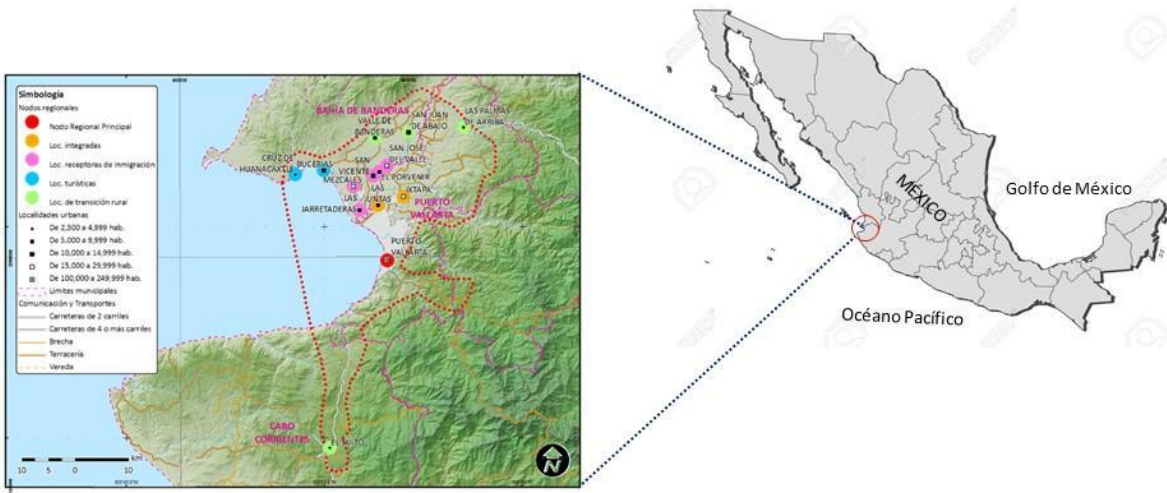 Simbología
Nodos regionales
Nodo Regional Principal
Loc. integradas
Loc. receptoras de inmigración
Loc. turísticas
Loc. de transición rural
Localidades urbanas
De 2,500 a 4,999 hab.
De 5,000 a 9,999 hab.
De 10,000 a 14,999 hab.
De 15,000 a 29,999 hab.
De 100,000 a 249,999 hab.
Límites municipales
Comunicación y Transportes
Carreteras de 2 carriles
Carreteras de 4 o más carriles
Brecha
Terracería
Vereda
BAHÍA DE BANDERAS
VALLE DE
BANDERAS
SAN JUAN
DE ABAJO
LAS PALMAS
DE ARRIBA
CRUZ DE
HUANACAXTLE
BUCERÍAS
SAN
VICENTE
SAN JOSÉ
DEL VALLE
MEZCALES
EL PORVENIR
LAS
JUNTAS
IXTAPA
LAS
JARRETADERAS
PUERTO
VALLARTA
PUERTO
VALLARTA
CABO
CORRIENTES
10 5 0 10
km
N
MÉXICO
Golfo de México
Océano Pacífico